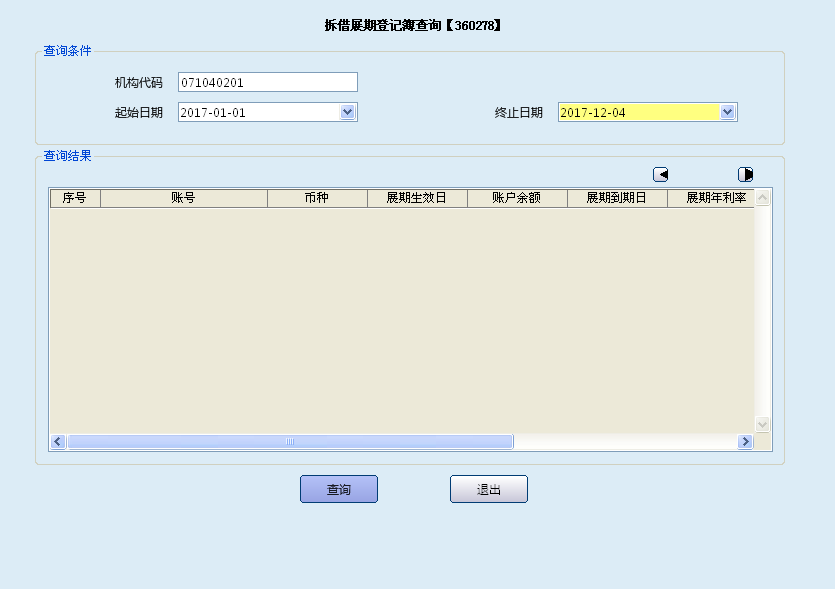 拆借展期登记簿查询【360278】
查询条件
机构代码 071040201
起始日期 2017-01-01 终止日期 2017-12-04
查询结果
序号 账号 币种 展期生效日 账户余额 展期到期日 展期年利率
查询 退出